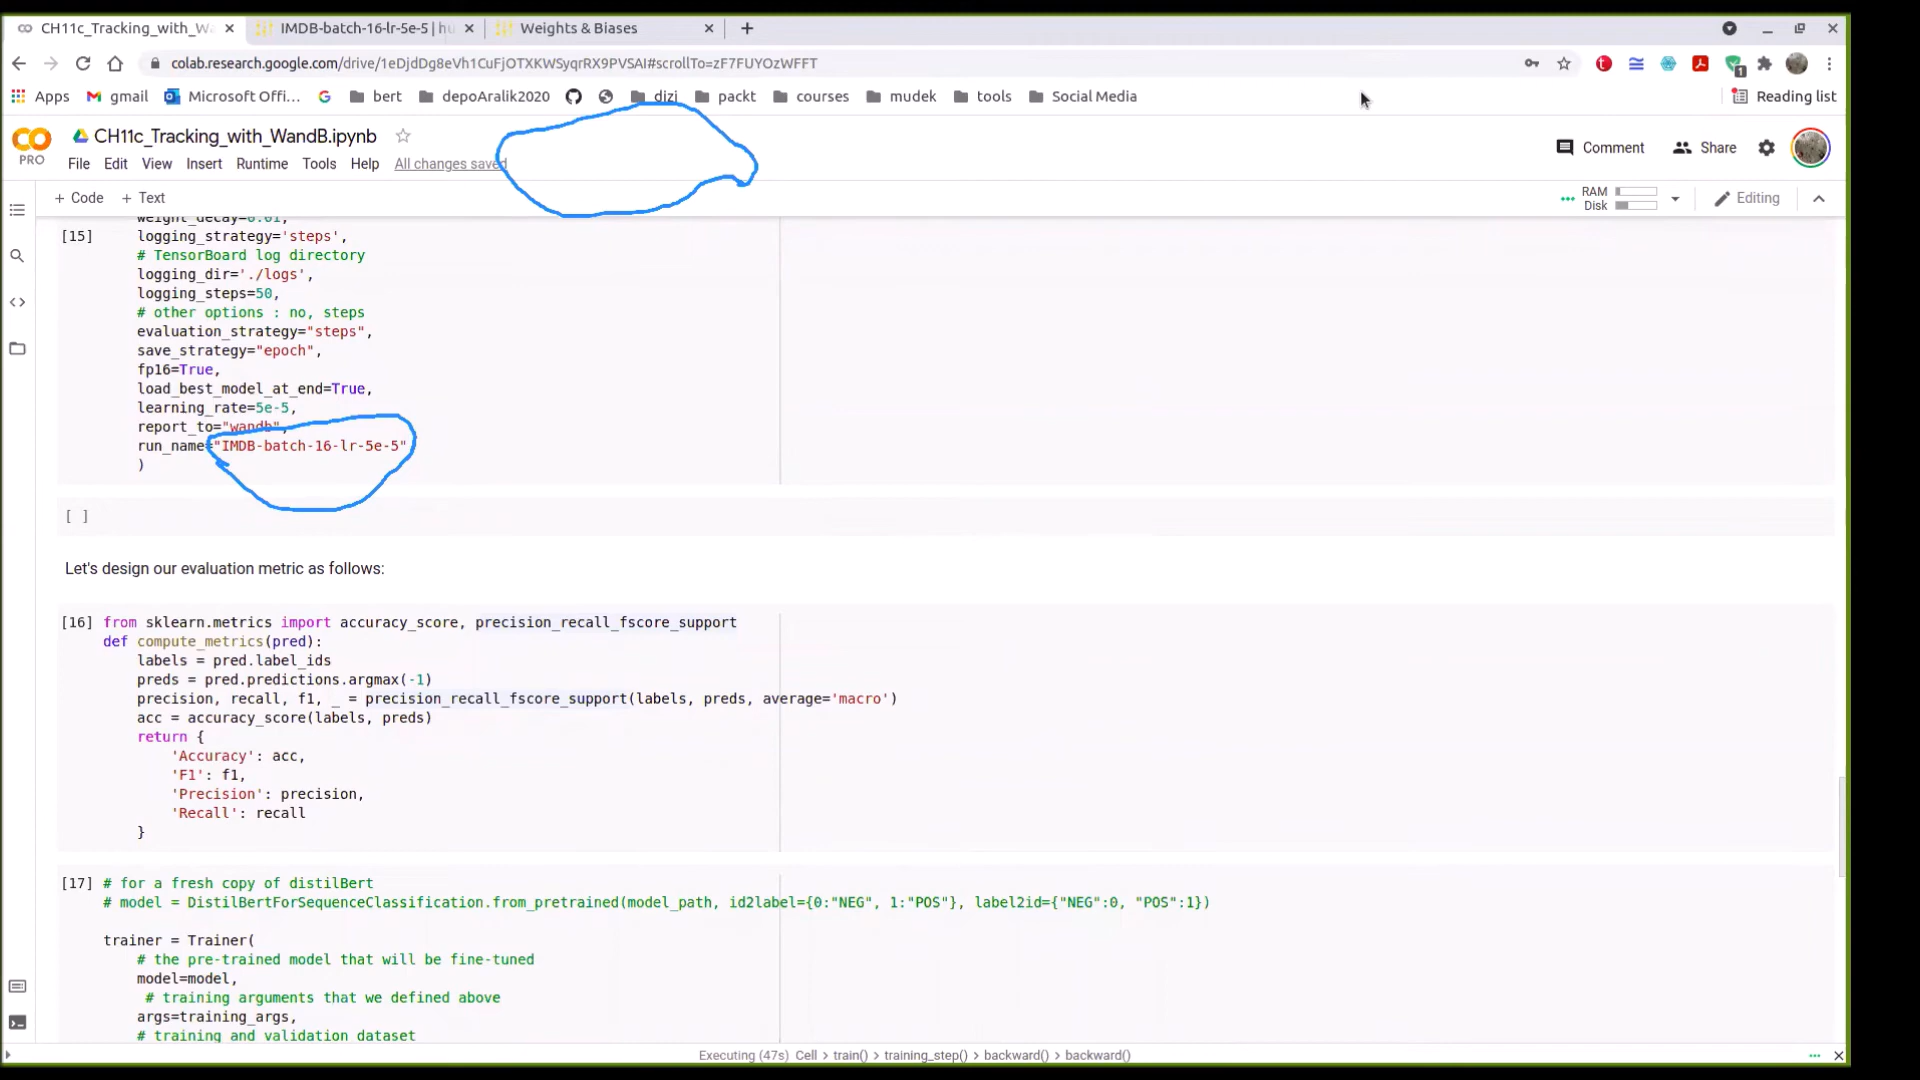 CH11c_Tracking_with_Wa
IMDB-batch-16-lr-5e-5 | hu
Weights & Biases
colab.research.google.com/drive/1eDjdDg8eVh1CuFjOTXKWSyqrRX9PVSAI#scrollTo=zF7FUYOzWFFT
1
Apps
gmail
Microsoft Offi...
bert
depoAralik2020
dizi
packt
courses
mudek
tools
Social Media
Reading list
CO
PRO
CH11c_Tracking_with_WandB.ipynb
File Edit View Insert Runtime Tools Help All changes saved
Comment
Share
+ Code + Text
RAM
Disk
Editing
weight_decay=0.01,
[15] logging_strategy='steps',
# TensorBoard log directory
logging_dir='./logs',
logging_steps=50,
# other options : no, steps
evaluation_strategy="steps",
save_strategy="epoch",
fp16=True,
load_best_model_at_end=True,
learning_rate=5e-5,
report_to="wandb",
run_name="IMDB-batch-16-lr-5e-5"
)
[ ]
Let's design our evaluation metric as follows:
[16] from sklearn.metrics import accuracy_score, precision_recall_fscore_support
def compute_metrics(pred):
labels = pred.label_ids
preds = pred.predictions.argmax(-1)
precision, recall, f1, _ = precision_recall_fscore_support(labels, preds, average='macro')
acc = accuracy_score(labels, preds)
return {
'Accuracy': acc,
'F1': f1,
'Precision': precision,
'Recall': recall
}
[17] # for a fresh copy of distilBert
# model = DistilBertForSequenceClassification.from_pretrained(model_path, id2label={0:"NEG", 1:"POS"}, label2id={"NEG":0, "POS":1})
trainer = Trainer(
# the pre-trained model that will be fine-tuned
model=model,
# training arguments that we defined above
args=training_args,
# training and validation dataset
Executing (47s) Cell > train() > training_step() > backward() > backward()